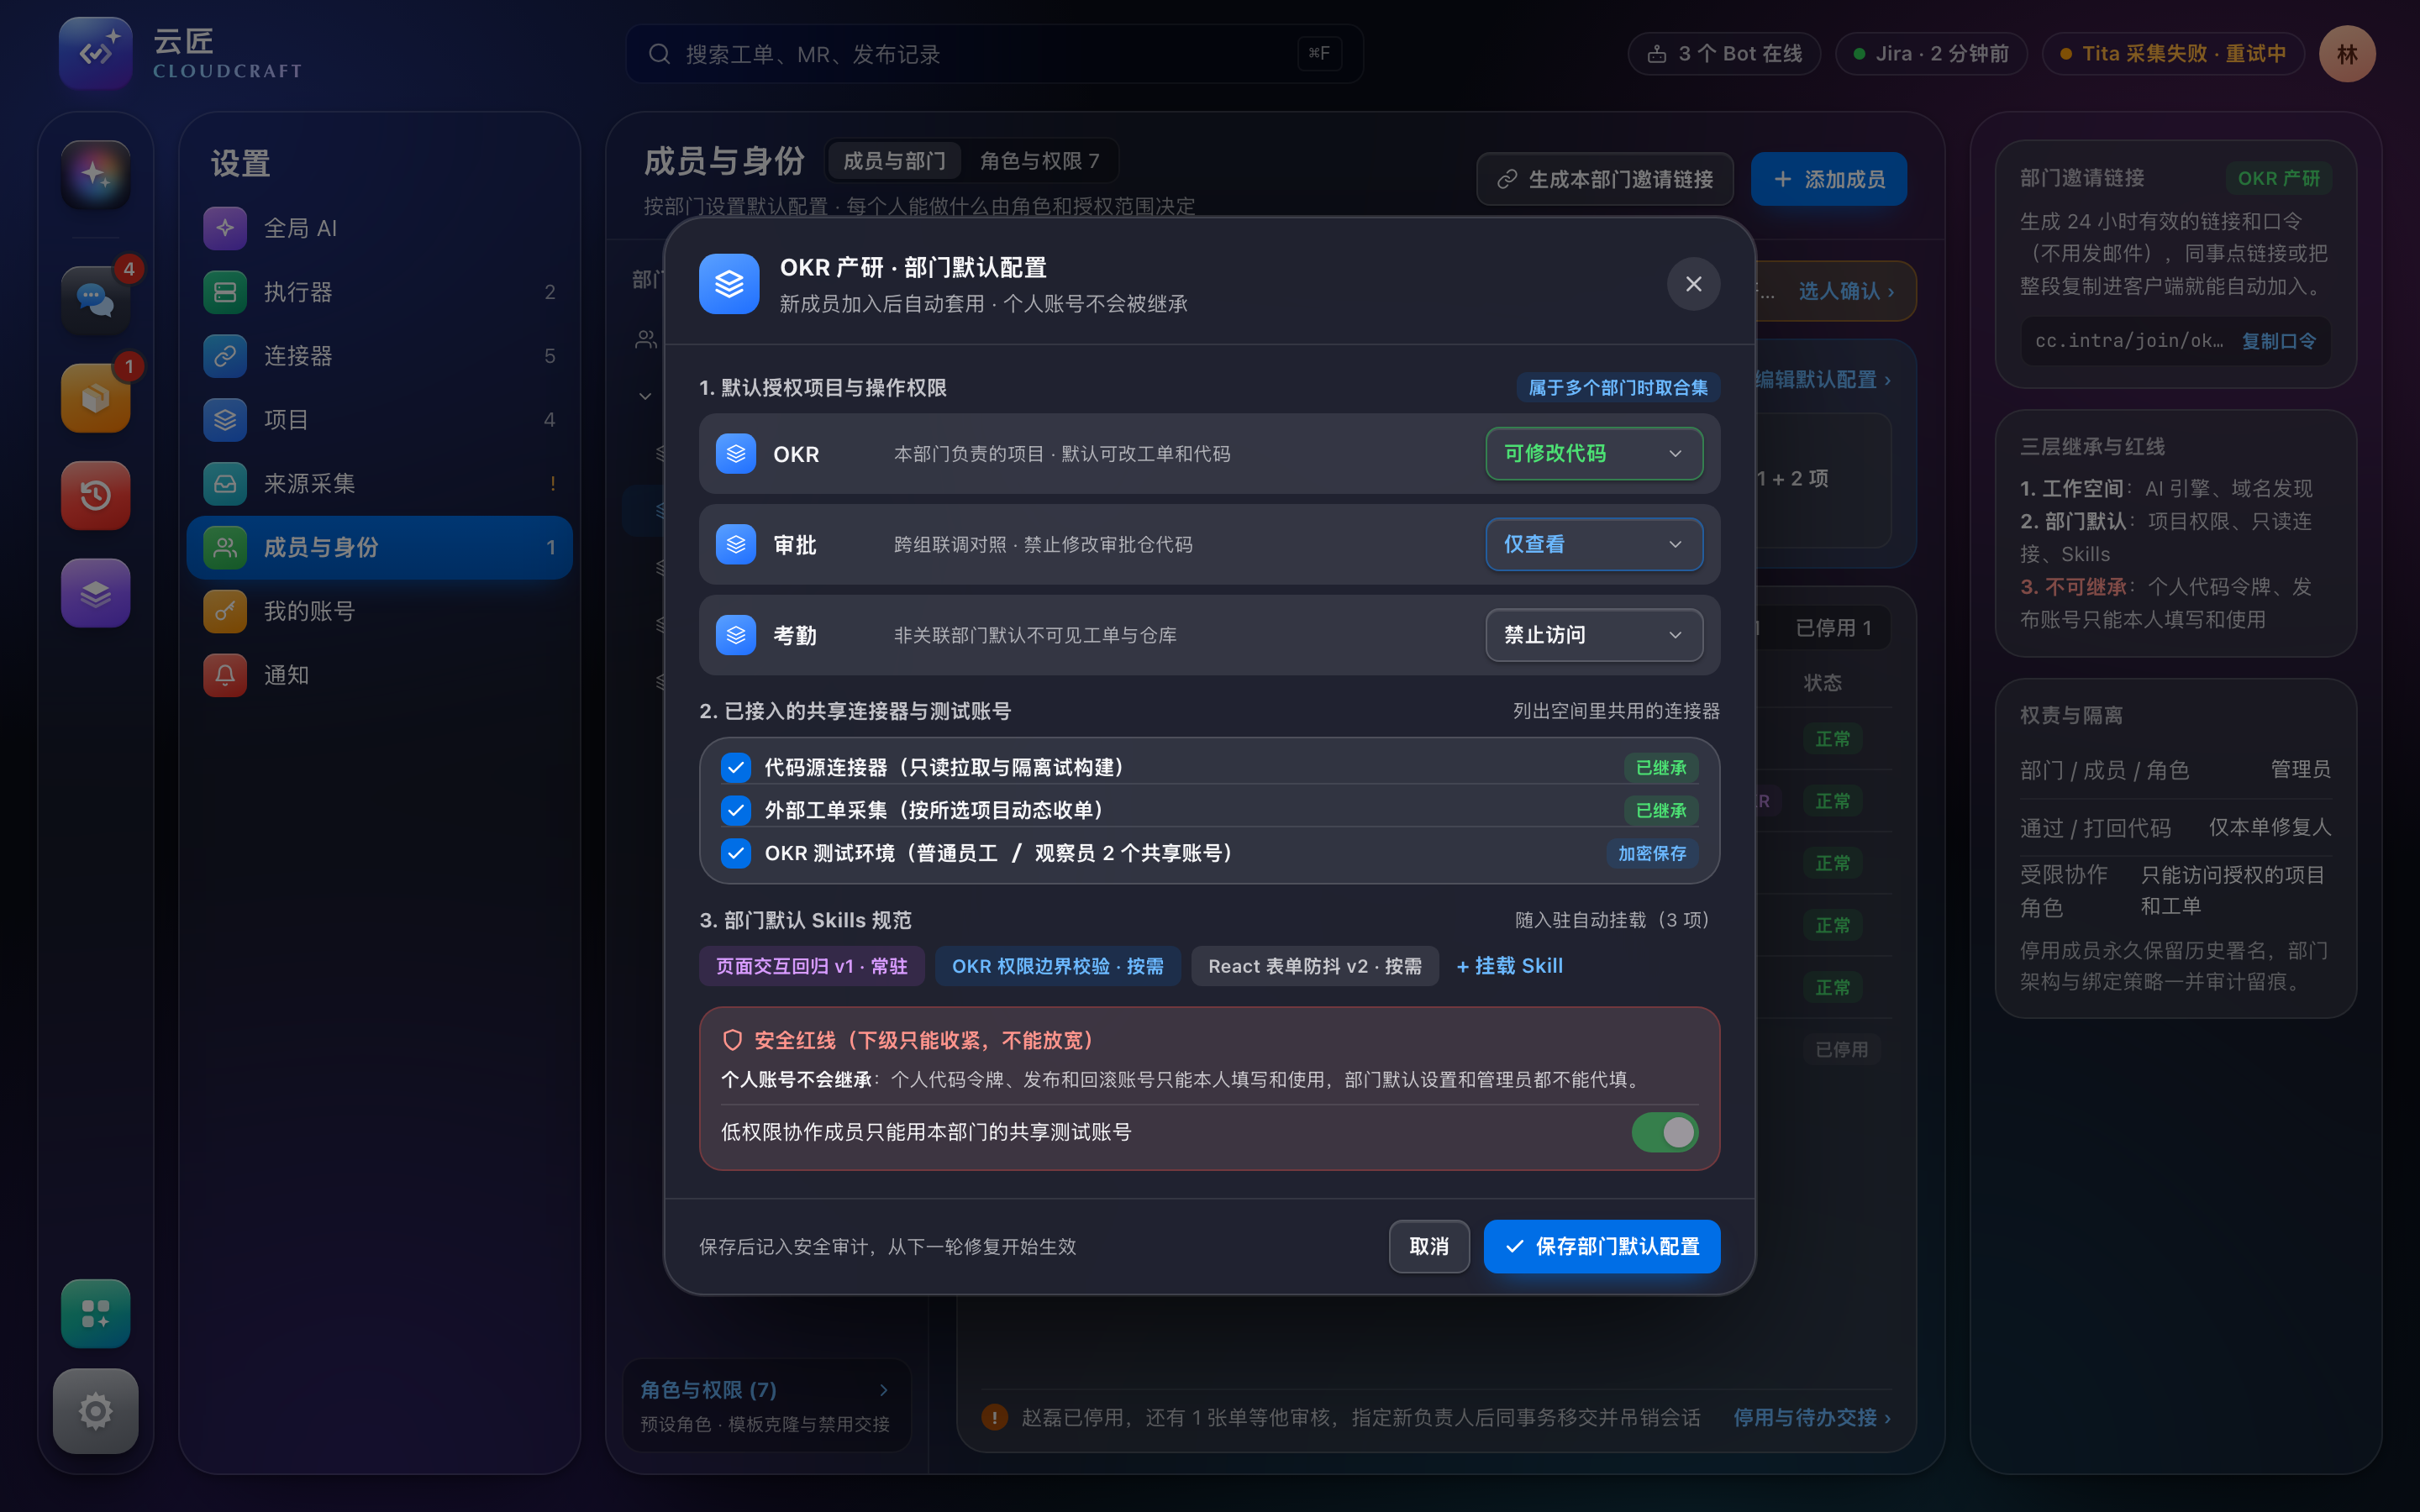 云匠
CLOUDCRAFT
搜索工单、MR、发布记录
⌘F
3 个 Bot 在线
Jira · 2 分钟前
Tita 采集失败 · 重试中
林
4
1
设置
全局 AI
执行器 2
连接器 5
项目 4
来源采集 !
成员与身份 1
我的账号
通知
成员与身份
成员与部门
角色与权限 7
按部门设置默认配置 · 每个人能做什么由角色和授权范围决定
生成本部门邀请链接
添加成员
选人确认 ›
编辑默认配置 ›
1 + 2 项
已停用 1
状态
正常
正常
正常
正常
正常
已停用
OKR 产研 · 部门默认配置
新成员加入后自动套用 · 个人账号不会被继承
1. 默认授权项目与操作权限
属于多个部门时取合集
OKR 本部门负责的项目 · 默认可改工单和代码 可修改代码
审批 跨组联调对照 · 禁止修改审批仓代码 仅查看
考勤 非关联部门默认不可见工单与仓库 禁止访问
2. 已接入的共享连接器与测试账号
列出空间里共用的连接器
代码源连接器（只读拉取与隔离试构建） 已继承
外部工单采集（按所选项目动态收单） 已继承
OKR 测试环境（普通员工 / 观察员 2 个共享账号） 加密保存
3. 部门默认 Skills 规范
随入驻自动挂载（3 项）
页面交互回归 v1 · 常驻
OKR 权限边界校验 · 按需
React 表单防抖 v2 · 按需
+ 挂载 Skill
安全红线（下级只能收紧，不能放宽）
个人账号不会继承：个人代码令牌、发布和回滚账号只能本人填写和使用，部门默认设置和管理员都不能代填。
低权限协作成员只能用本部门的共享测试账号
保存后记入安全审计，从下一轮修复开始生效
取消
保存部门默认配置
角色与权限 (7)
预设角色 · 模板克隆与禁用交接
赵磊已停用，还有 1 张单等他审核，指定新负责人后同事务移交并吊销会话
停用与待办交接 ›
部门邀请链接
OKR 产研
生成 24 小时有效的链接和口令
（不用发邮件），同事点链接或把
整段复制进客户端就能自动加入。
cc.intra/join/ok…
复制口令
三层继承与红线
1. 工作空间：AI 引擎、域名发现
2. 部门默认：项目权限、只读连
接、Skills
3. 不可继承：个人代码令牌、发
布账号只能本人填写和使用
权责与隔离
部门 / 成员 / 角色 管理员
通过 / 打回代码 仅本单修复人
受限协作 只能访问授权的项目
角色 和工单
停用成员永久保留历史署名，部门
架构与绑定策略一并审计留痕。